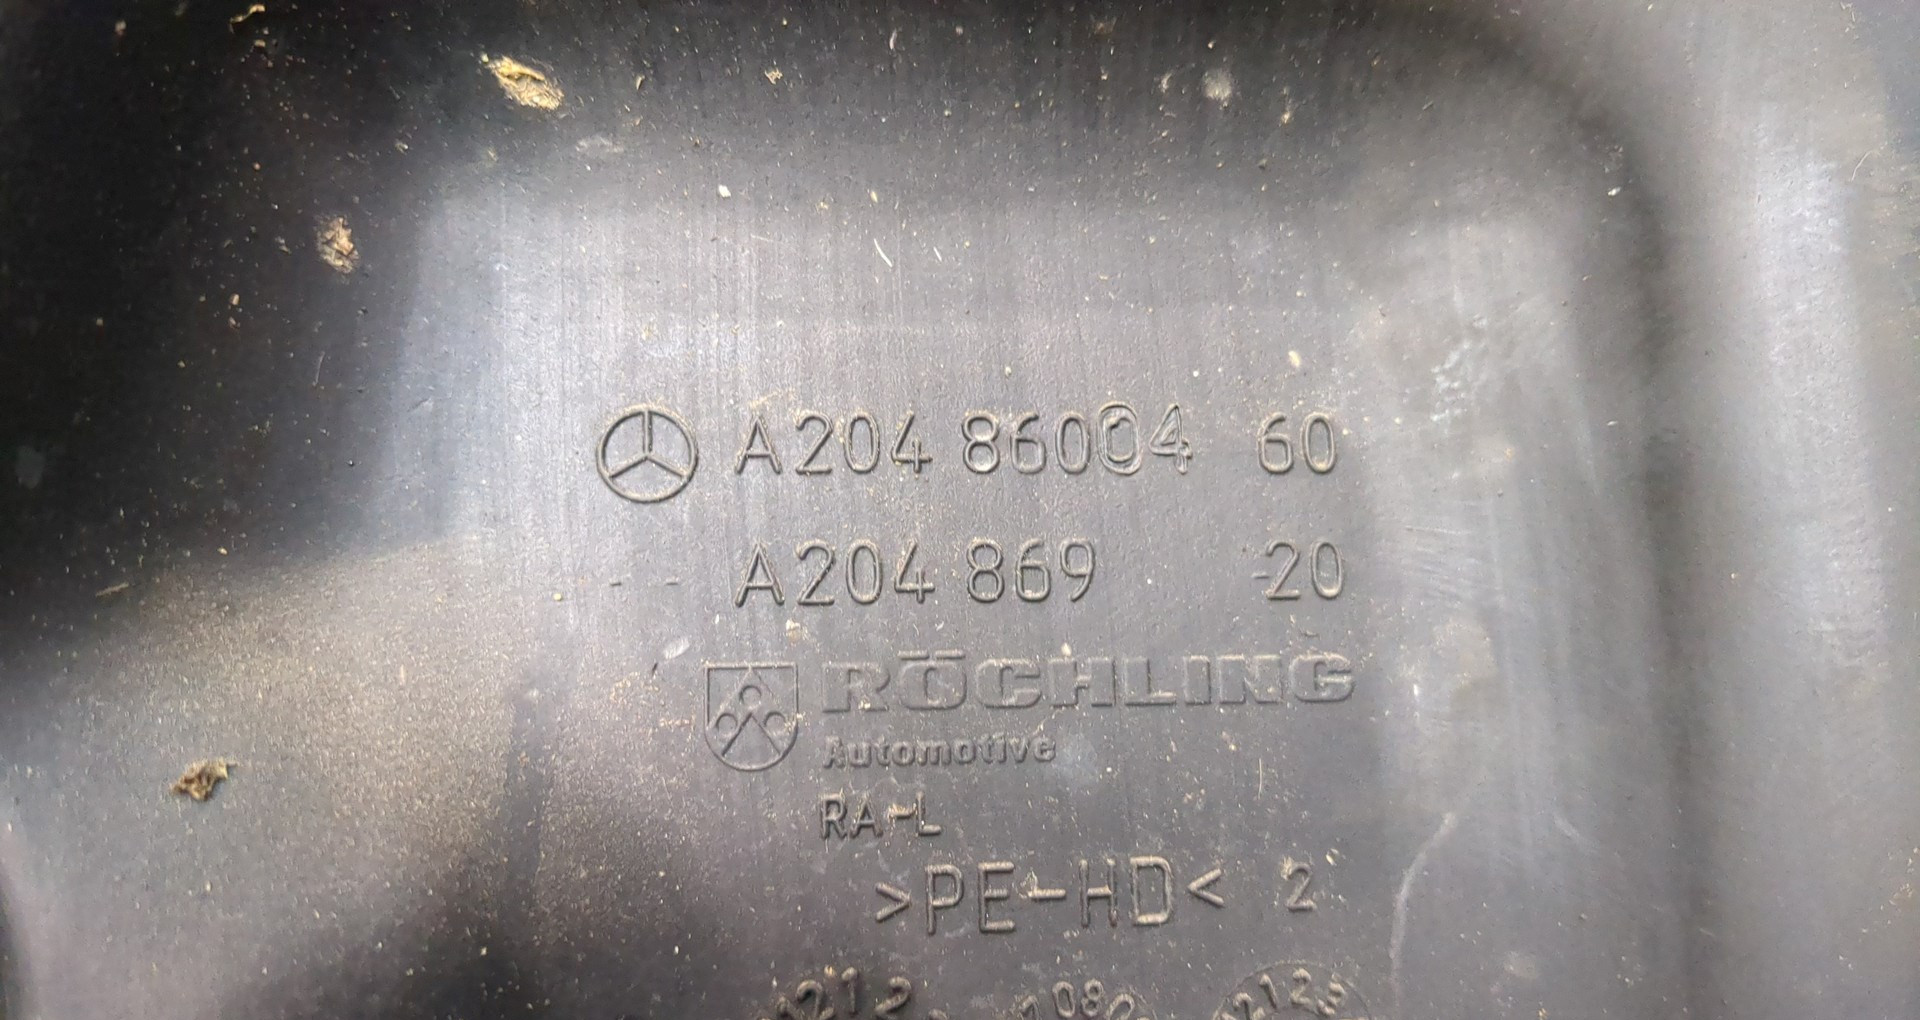 A204 86004 60
A204 869 20
RÖCHLING
Automotive
RA-L
>PE-HD< 2